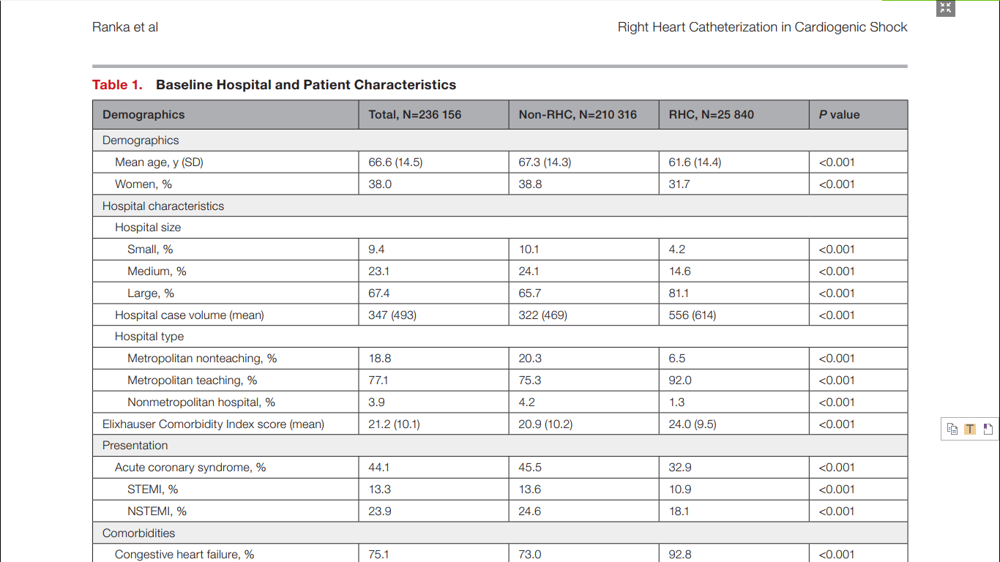 Ranka et al Right Heart Catheterization in Cardiogenic Shock
Table 1. Baseline Hospital and Patient Characteristics
Demographics Total, N=236 156 Non-RHC, N=210 316 RHC, N=25 840 P value
Demographics
Mean age, y (SD) 66.6 (14.5) 67.3 (14.3) 61.6 (14.4) <0.001
Women, % 38.0 38.8 31.7 <0.001
Hospital characteristics
Hospital size
Small, % 9.4 10.1 4.2 <0.001
Medium, % 23.1 24.1 14.6 <0.001
Large, % 67.4 65.7 81.1 <0.001
Hospital case volume (mean) 347 (493) 322 (469) 556 (614) <0.001
Hospital type
Metropolitan nonteaching, % 18.8 20.3 6.5 <0.001
Metropolitan teaching, % 77.1 75.3 92.0 <0.001
Nonmetropolitan hospital, % 3.9 4.2 1.3 <0.001
Elixhauser Comorbidity Index score (mean) 21.2 (10.1) 20.9 (10.2) 24.0 (9.5) <0.001
Presentation
Acute coronary syndrome, % 44.1 45.5 32.9 <0.001
STEMI, % 13.3 13.6 10.9 <0.001
NSTEMI, % 23.9 24.6 18.1 <0.001
Comorbidities
Congestive heart failure, % 75.1 73.0 92.8 <0.001